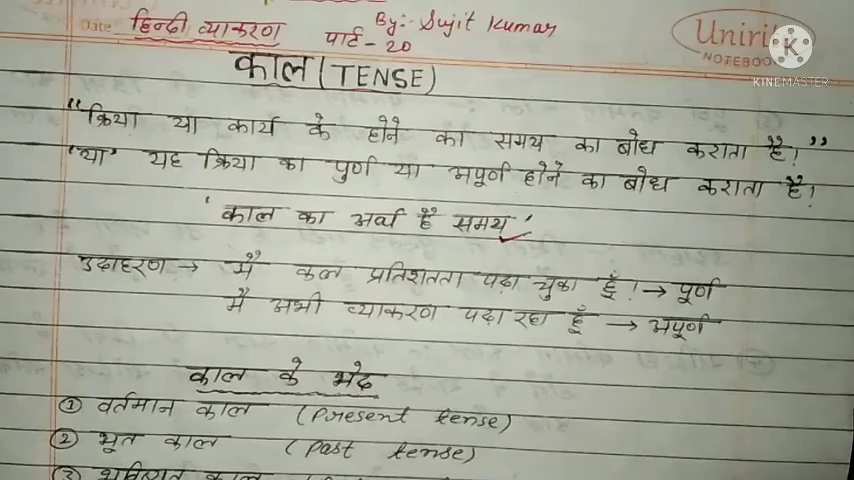 Date हिन्दी व्याकरण By:- Sujit Kumar
पार्ट - 20
Uniri
NOTEBOO
K
KINEMASTER
काल (TENSE)
"क्रिया या कार्य के होने का समय का बोध कराता है।"
'या' यह क्रिया का पुर्ण या अपूर्ण होने का बोध कराता है।
'काल का अर्थ है समय'
उदाहरण → मैं कल प्रतिशतता पढ़ा चुका हूँ। → पूर्ण
मैं अभी व्याकरण पढ़ा रहा हूँ → अपूर्ण
काल के भेद
① वर्तमान काल (Present tense)
② भूत काल (Past tense)
③ काल